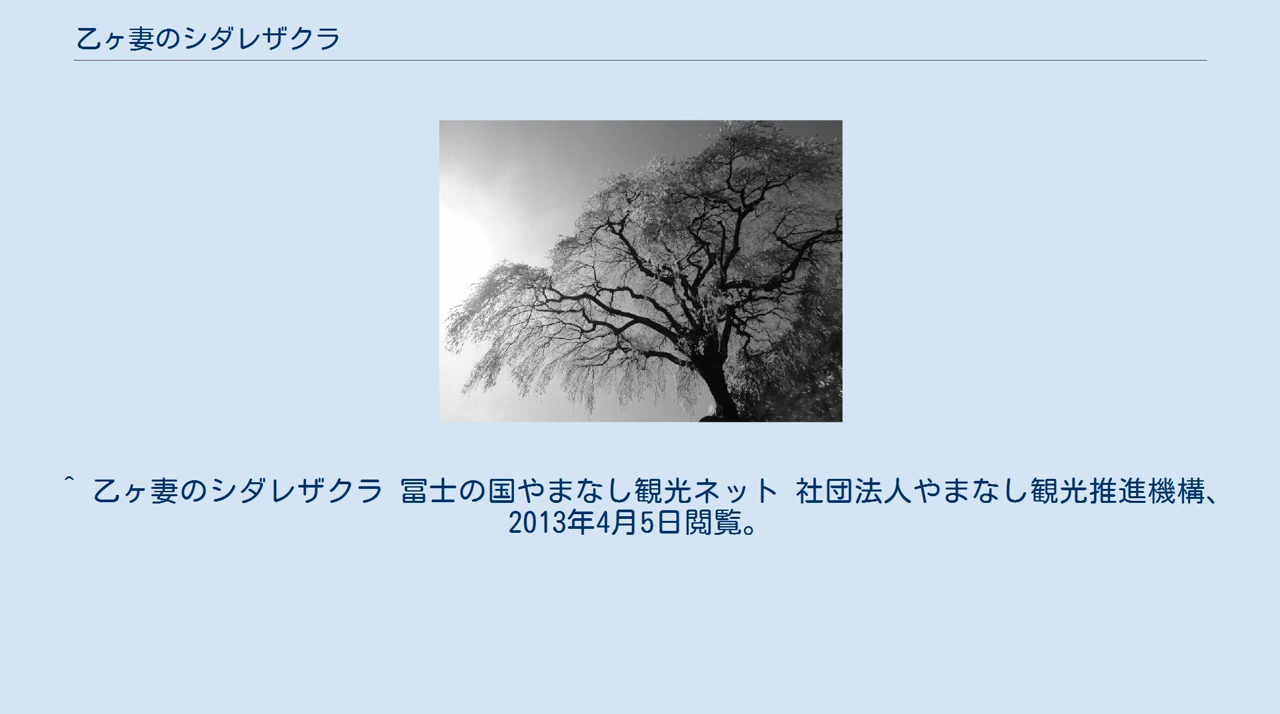 乙ヶ妻のシダレザクラ
^ 乙ヶ妻のシダレザクラ 冨士の国やまなし観光ネット 社団法人やまなし観光推進機構、
2013年4月5日閲覧。